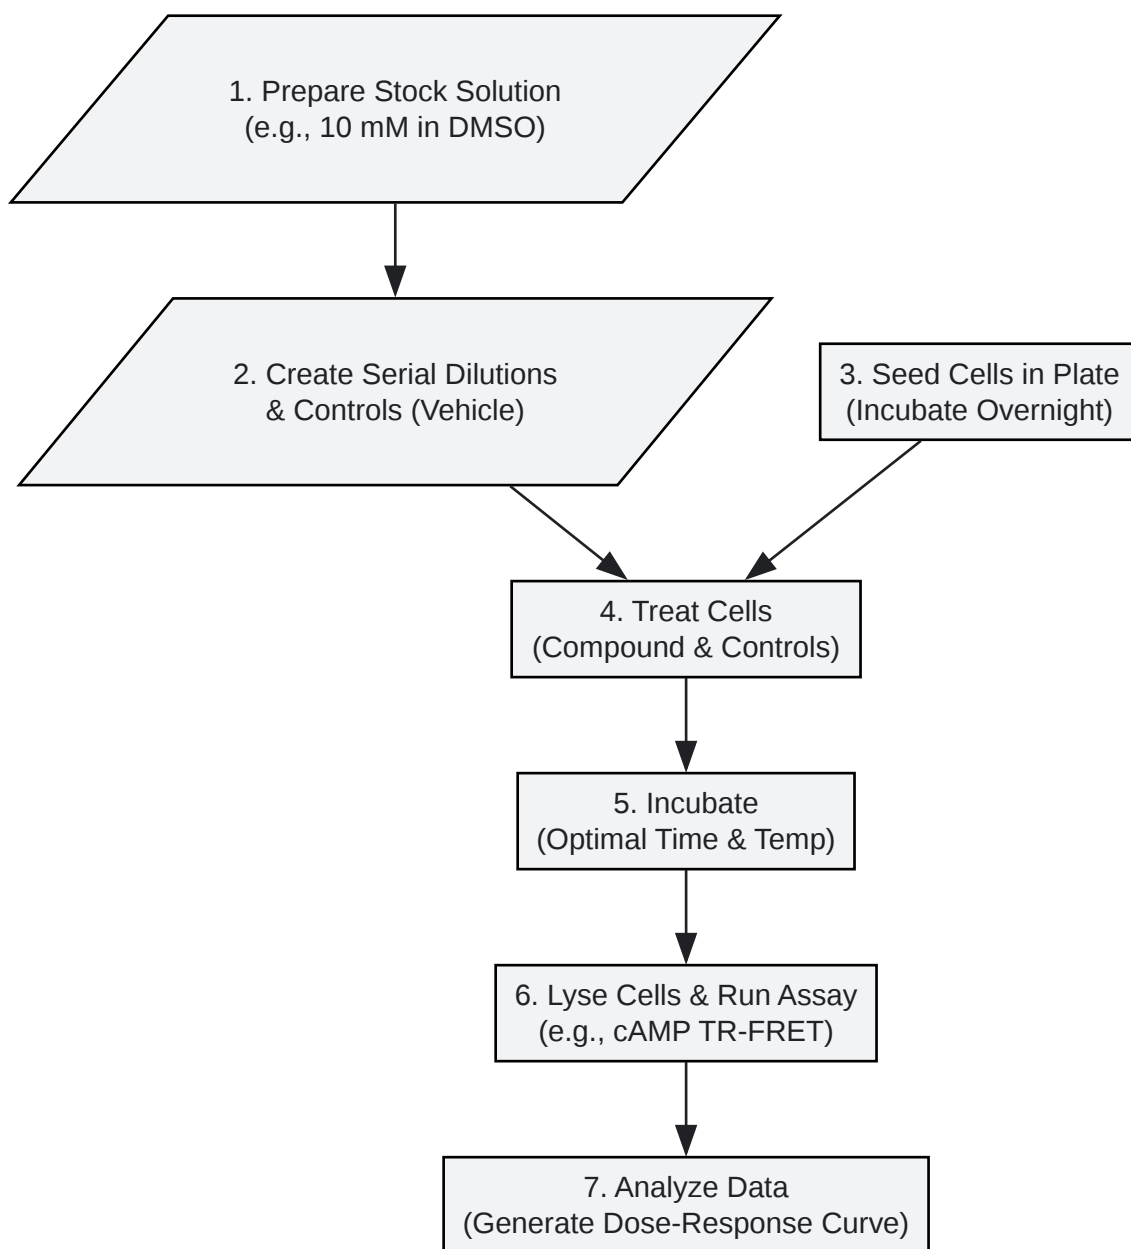 1. Prepare Stock Solution
(e.g., 10 mM in DMSO)
2. Create Serial Dilutions
& Controls (Vehicle)
3. Seed Cells in Plate
(Incubate Overnight)
4. Treat Cells
(Compound & Controls)
5. Incubate
(Optimal Time & Temp)
6. Lyse Cells & Run Assay
(e.g., cAMP TR-FRET)
7. Analyze Data
(Generate Dose-Response Curve)